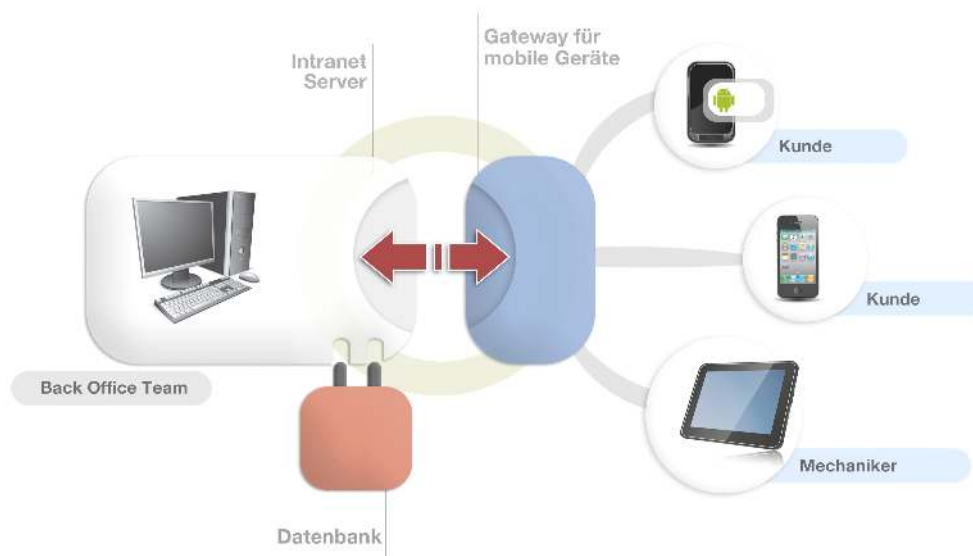 Gateway für
mobile Geräte
Intranet
Server
Kunde
Kunde
Back Office Team
Mechaniker
Datenbank